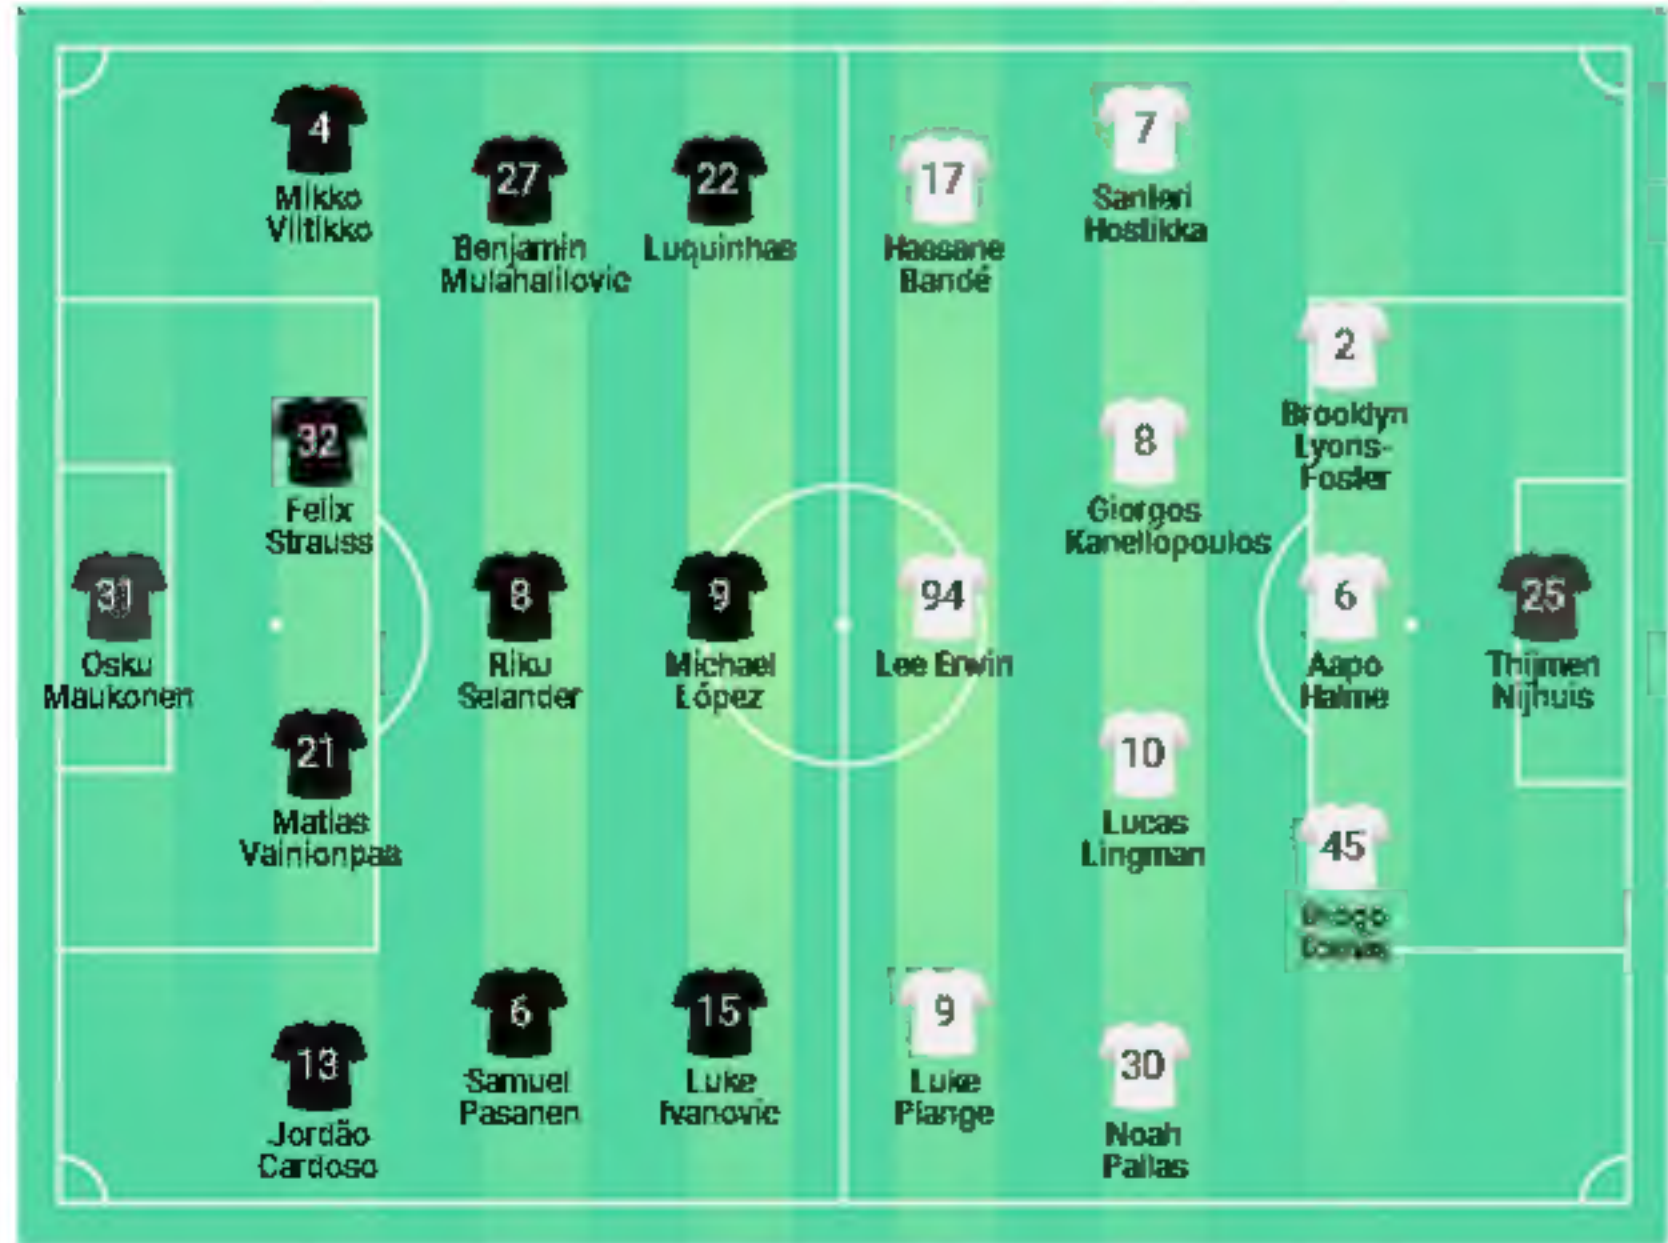 4
Mikko
Viitikko
27
Benjamin
Mulahalilovic
22
Luquinhas
17
Hassane
Bandé
7
Santeri
Hostikka
2
Brooklyn
Lyons-
Foster
32
Felix
Strauss
8
Giorgos
Kanellopoulos
31
Osku
Maukonen
8
Riku
Selander
9
Michael
López
94
Lee Erwin
6
Aapo
Halme
25
Thijmen
Nijhuis
21
Matias
Vainionpaa
10
Lucas
Lingman
45
13
Jordão
Cardoso
6
Samuel
Pasanen
15
Luke
Ivanovic
9
Luke
Plange
30
Noah
Pallas